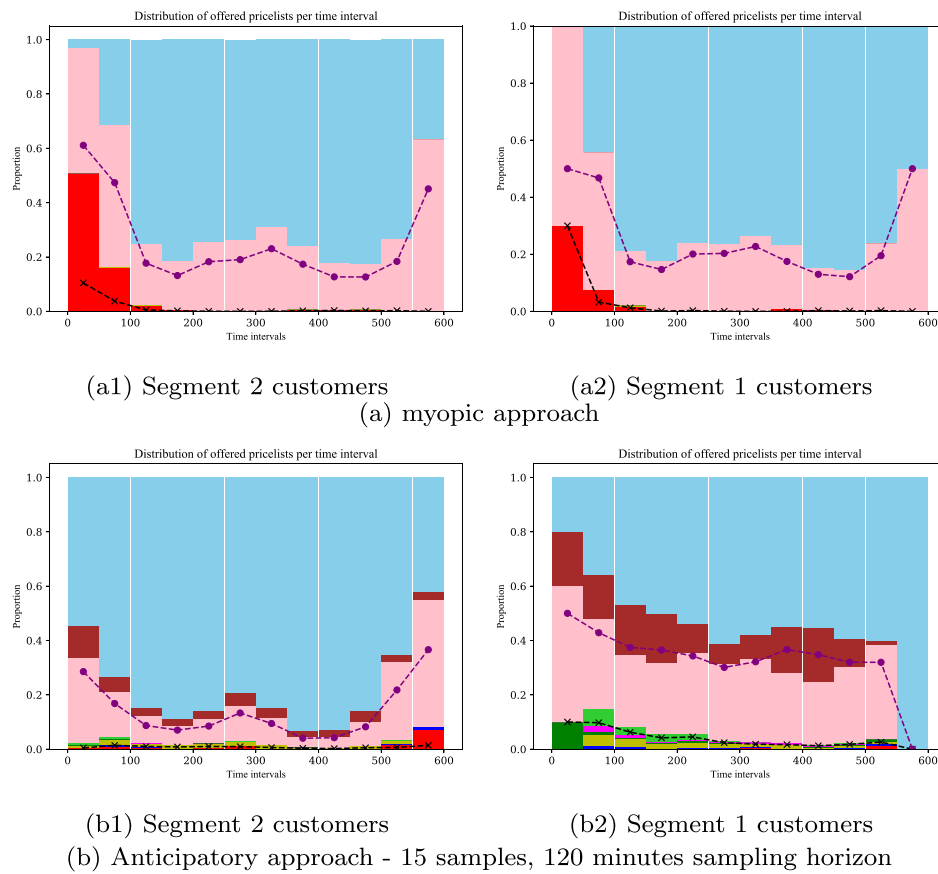 Distribution of offered pricelists per time interval
Proportion
1.0
0.8
0.6
0.4
0.2
0.0
0 100 200 300 400 500 600
Time intervals
(a1) Segment 2 customers
Distribution of offered pricelists per time interval
Proportion
1.0
0.8
0.6
0.4
0.2
0.0
0 100 200 300 400 500 600
Time intervals
(a2) Segment 1 customers
(a) myopic approach
Distribution of offered pricelists per time interval
Proportion
1.0
0.8
0.6
0.4
0.2
0.0
0 100 200 300 400 500 600
Time intervals
(b1) Segment 2 customers
Distribution of offered pricelists per time interval
Proportion
1.0
0.8
0.6
0.4
0.2
0.0
0 100 200 300 400 500 600
Time intervals
(b2) Segment 1 customers
(b) Anticipatory approach - 15 samples, 120 minutes sampling horizon